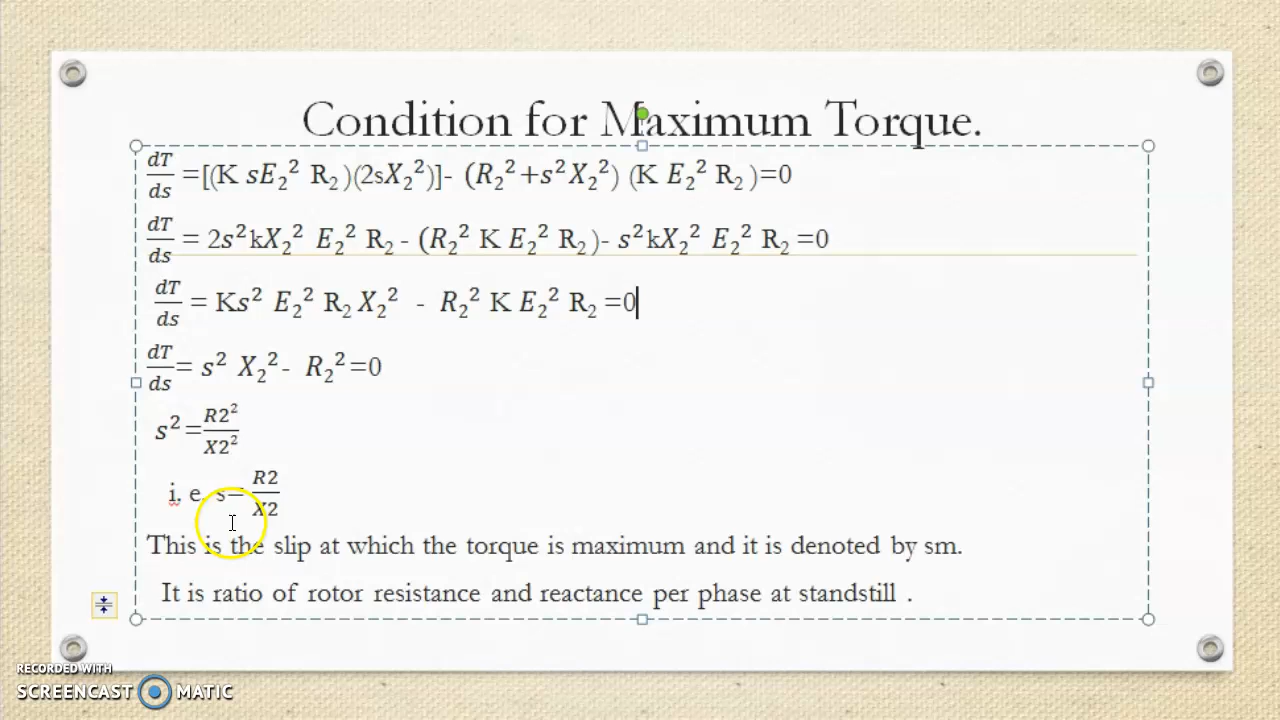 Condition for Maximum Torque.
dT/ds =[(K sE₂² R₂)(2sX₂²)]- (R₂²+s²X₂²) (K E₂² R₂ )=0
dT/ds = 2s²kX₂² E₂² R₂ - (R₂² K E₂² R₂)- s²kX₂² E₂² R₂ =0
dT/ds = Ks² E₂² R₂ X₂² - R₂² K E₂² R₂ =0
dT/ds = s² X₂²- R₂²=0
s²=R2²/X2²
i. e. s= R2/X2
This is the slip at which the torque is maximum and it is denoted by sm.
It is ratio of rotor resistance and reactance per phase at standstill .
RECORDED WITH
SCREENCAST MATIC